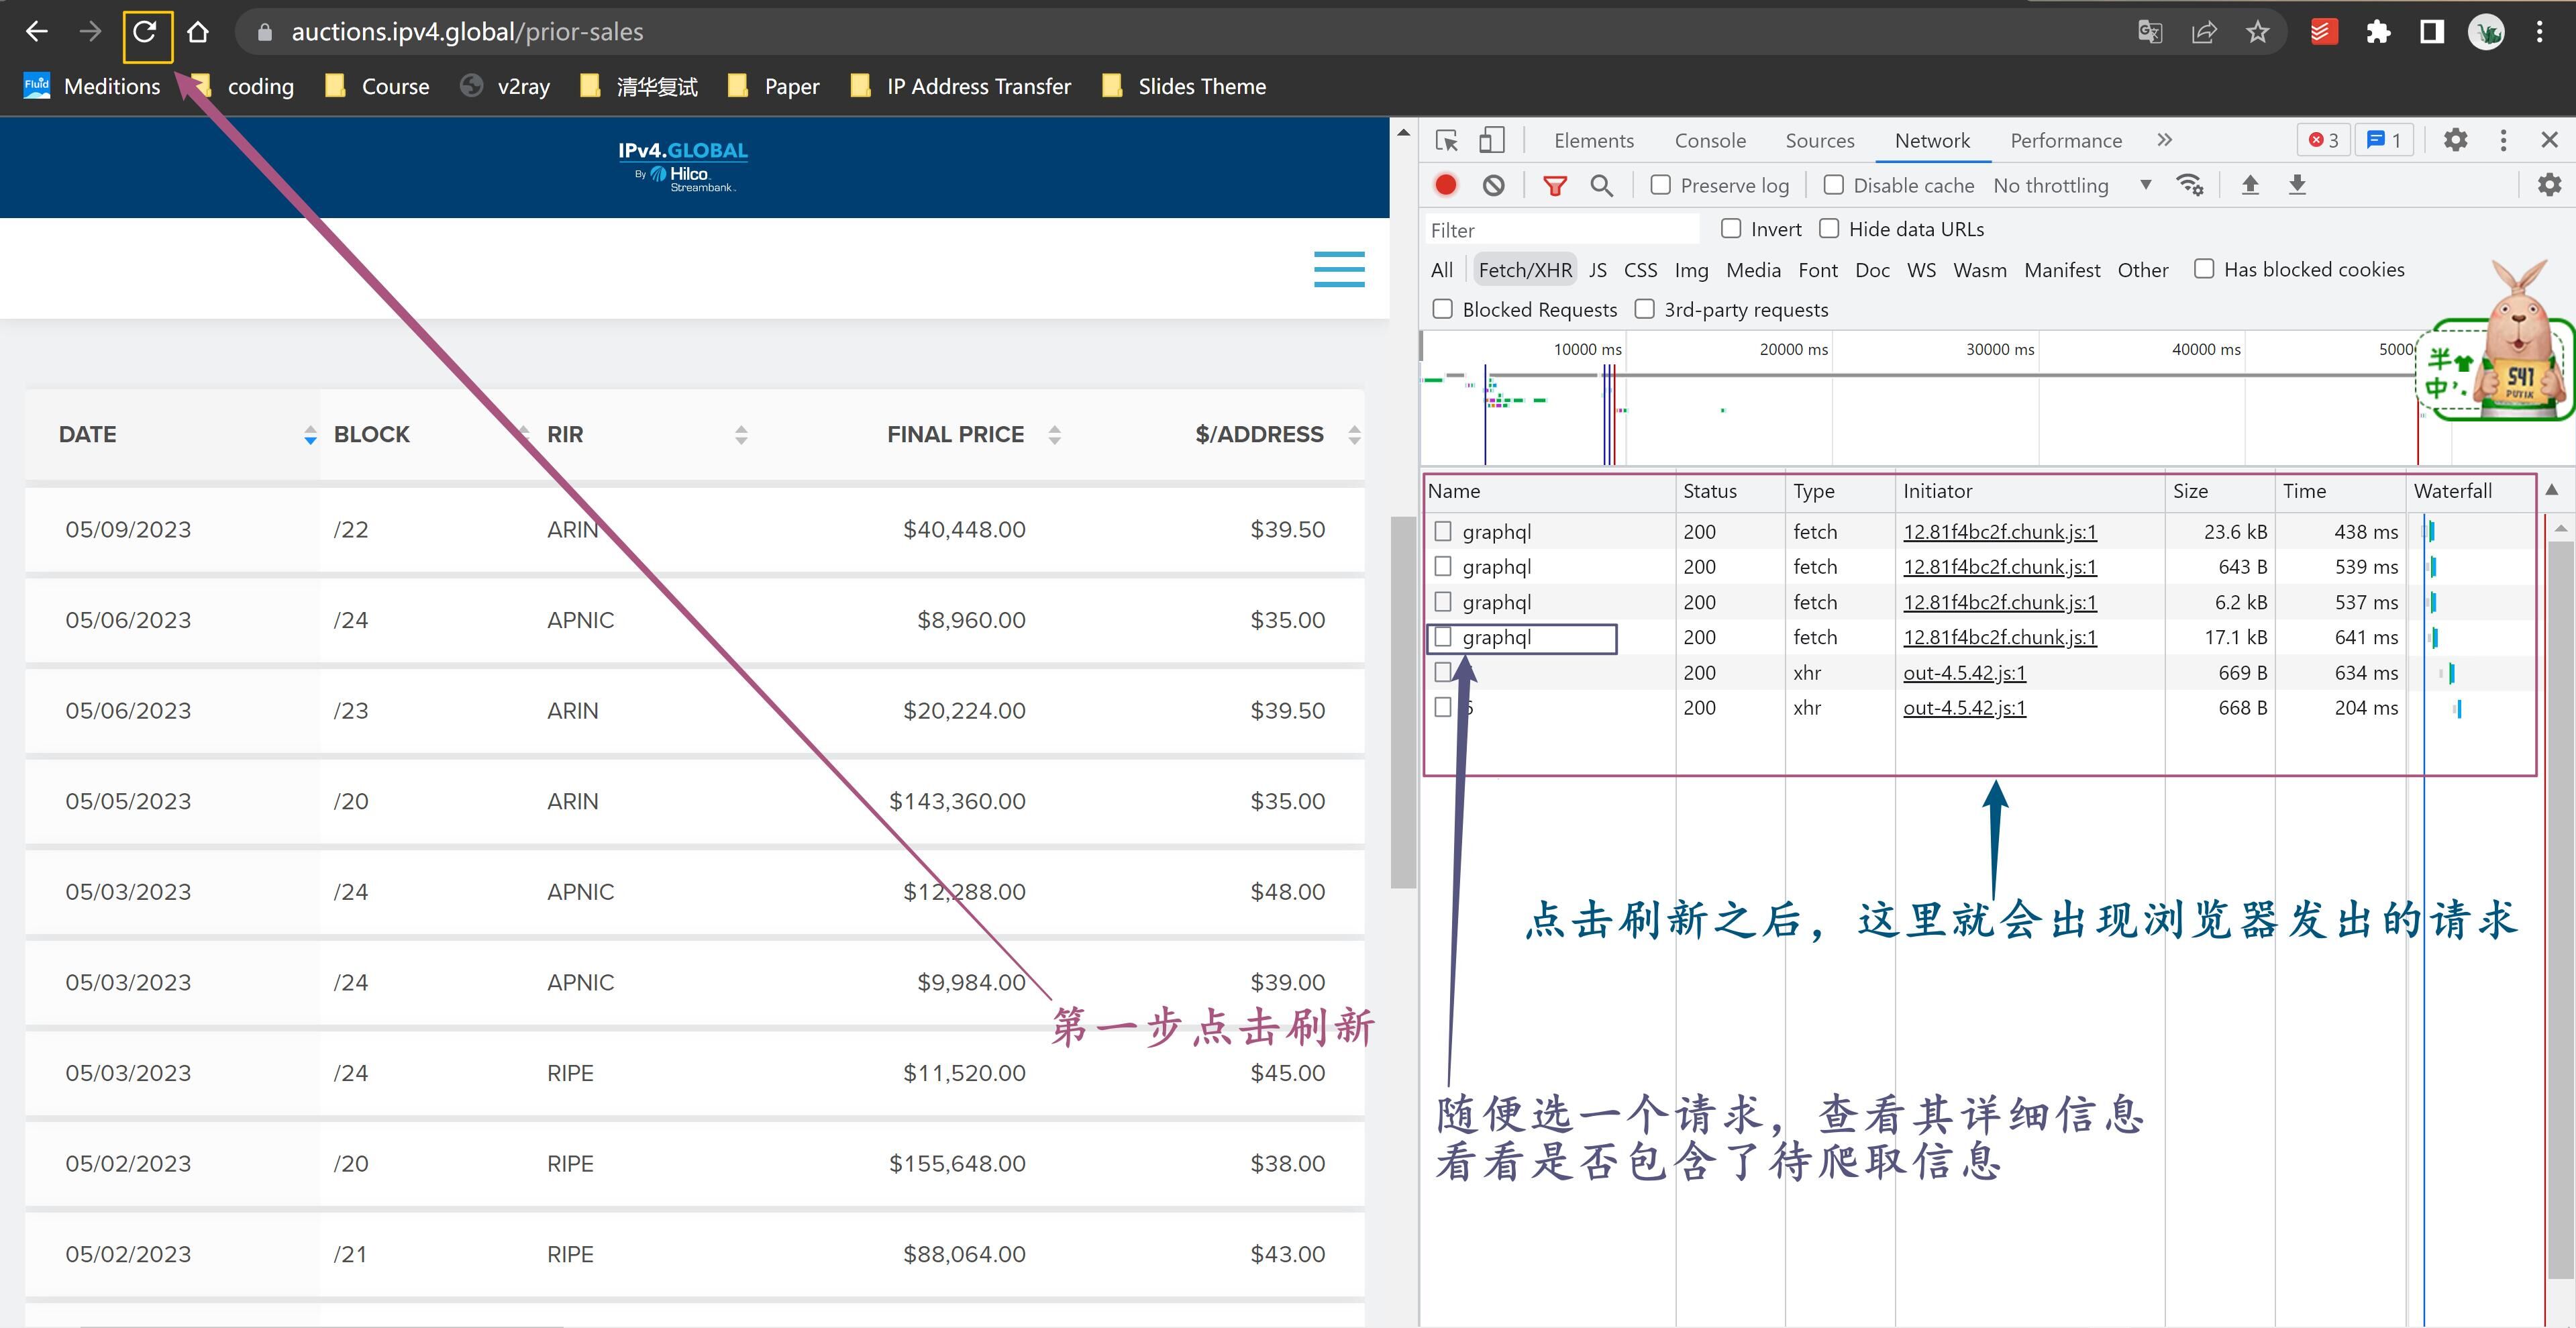 auctions.ipv4.global/prior-sales
Meditions coding Course v2ray 清华复试 Paper IP Address Transfer Slides Theme
IPv4.GLOBAL
By Hilco
Streambank
DATE BLOCK RIR FINAL PRICE $/ADDRESS
05/09/2023 /22 ARIN $40,448.00 $39.50
05/06/2023 /24 APNIC $8,960.00 $35.00
05/06/2023 /23 ARIN $20,224.00 $39.50
05/05/2023 /20 ARIN $143,360.00 $35.00
05/03/2023 /24 APNIC $12,288.00 $48.00
05/03/2023 /24 APNIC $9,984.00 $39.00
第一步点击刷新
05/03/2023 /24 RIPE $11,520.00 $45.00
05/02/2023 /20 RIPE $155,648.00 $38.00
05/02/2023 /21 RIPE $88,064.00 $43.00
Elements Console Sources Network Performance 3 1
Preserve log Disable cache No throttling
Filter Invert Hide data URLs
All Fetch/XHR JS CSS Img Media Font Doc WS Wasm Manifest Other Has blocked cookies
Blocked Requests 3rd-party requests
10000 ms 20000 ms 30000 ms 40000 ms 5000
半
中
541
Name Status Type Initiator Size Time Waterfall
graphql 200 fetch 12.81f4bc2f.chunk.js:1 23.6 kB 438 ms
graphql 200 fetch 12.81f4bc2f.chunk.js:1 643 B 539 ms
graphql 200 fetch 12.81f4bc2f.chunk.js:1 6.2 kB 537 ms
graphql 200 fetch 12.81f4bc2f.chunk.js:1 17.1 kB 641 ms
200 xhr out-4.5.42.js:1 669 B 634 ms
200 xhr out-4.5.42.js:1 668 B 204 ms
点击刷新之后，这里就会出现浏览器发出的请求
随便选一个请求，查看其详细信息
看看是否包含了待爬取信息